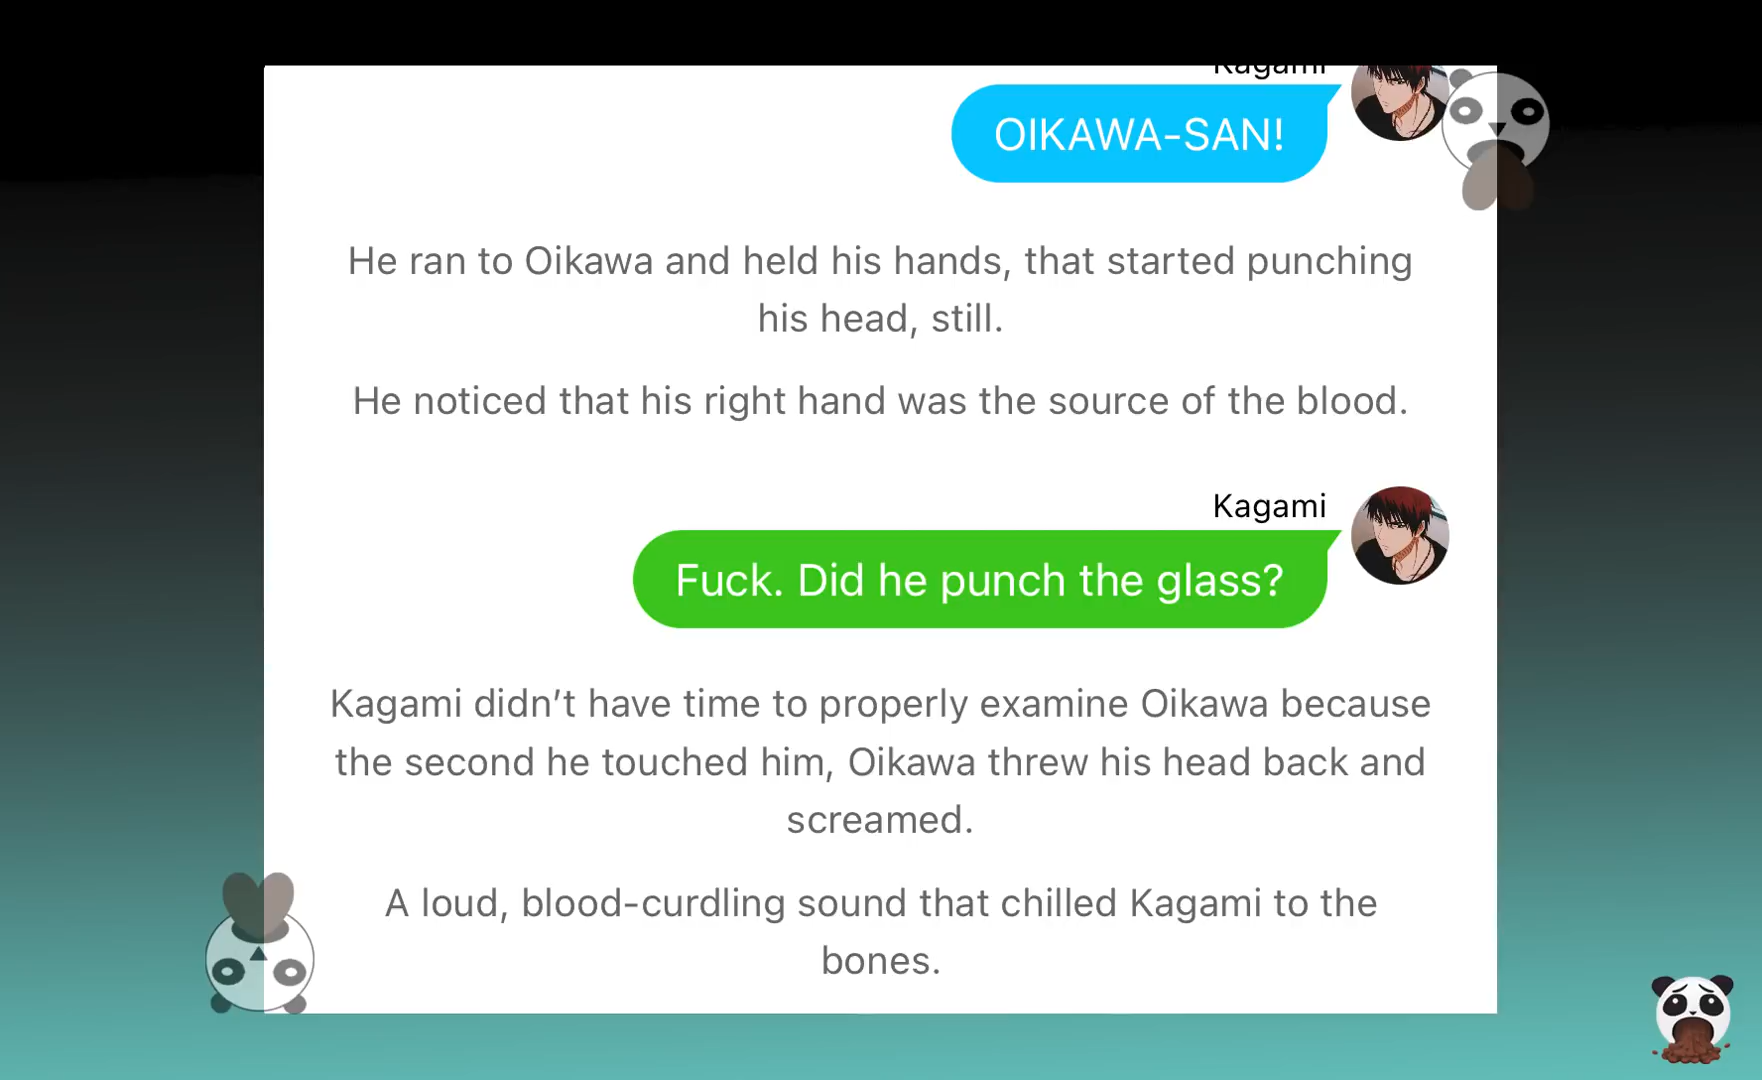 Kagami
OIKAWA-SAN!
He ran to Oikawa and held his hands, that started punching
his head, still.
He noticed that his right hand was the source of the blood.
Kagami
Fuck. Did he punch the glass?
Kagami didn’t have time to properly examine Oikawa because
the second he touched him, Oikawa threw his head back and
screamed.
A loud, blood-curdling sound that chilled Kagami to the
bones.